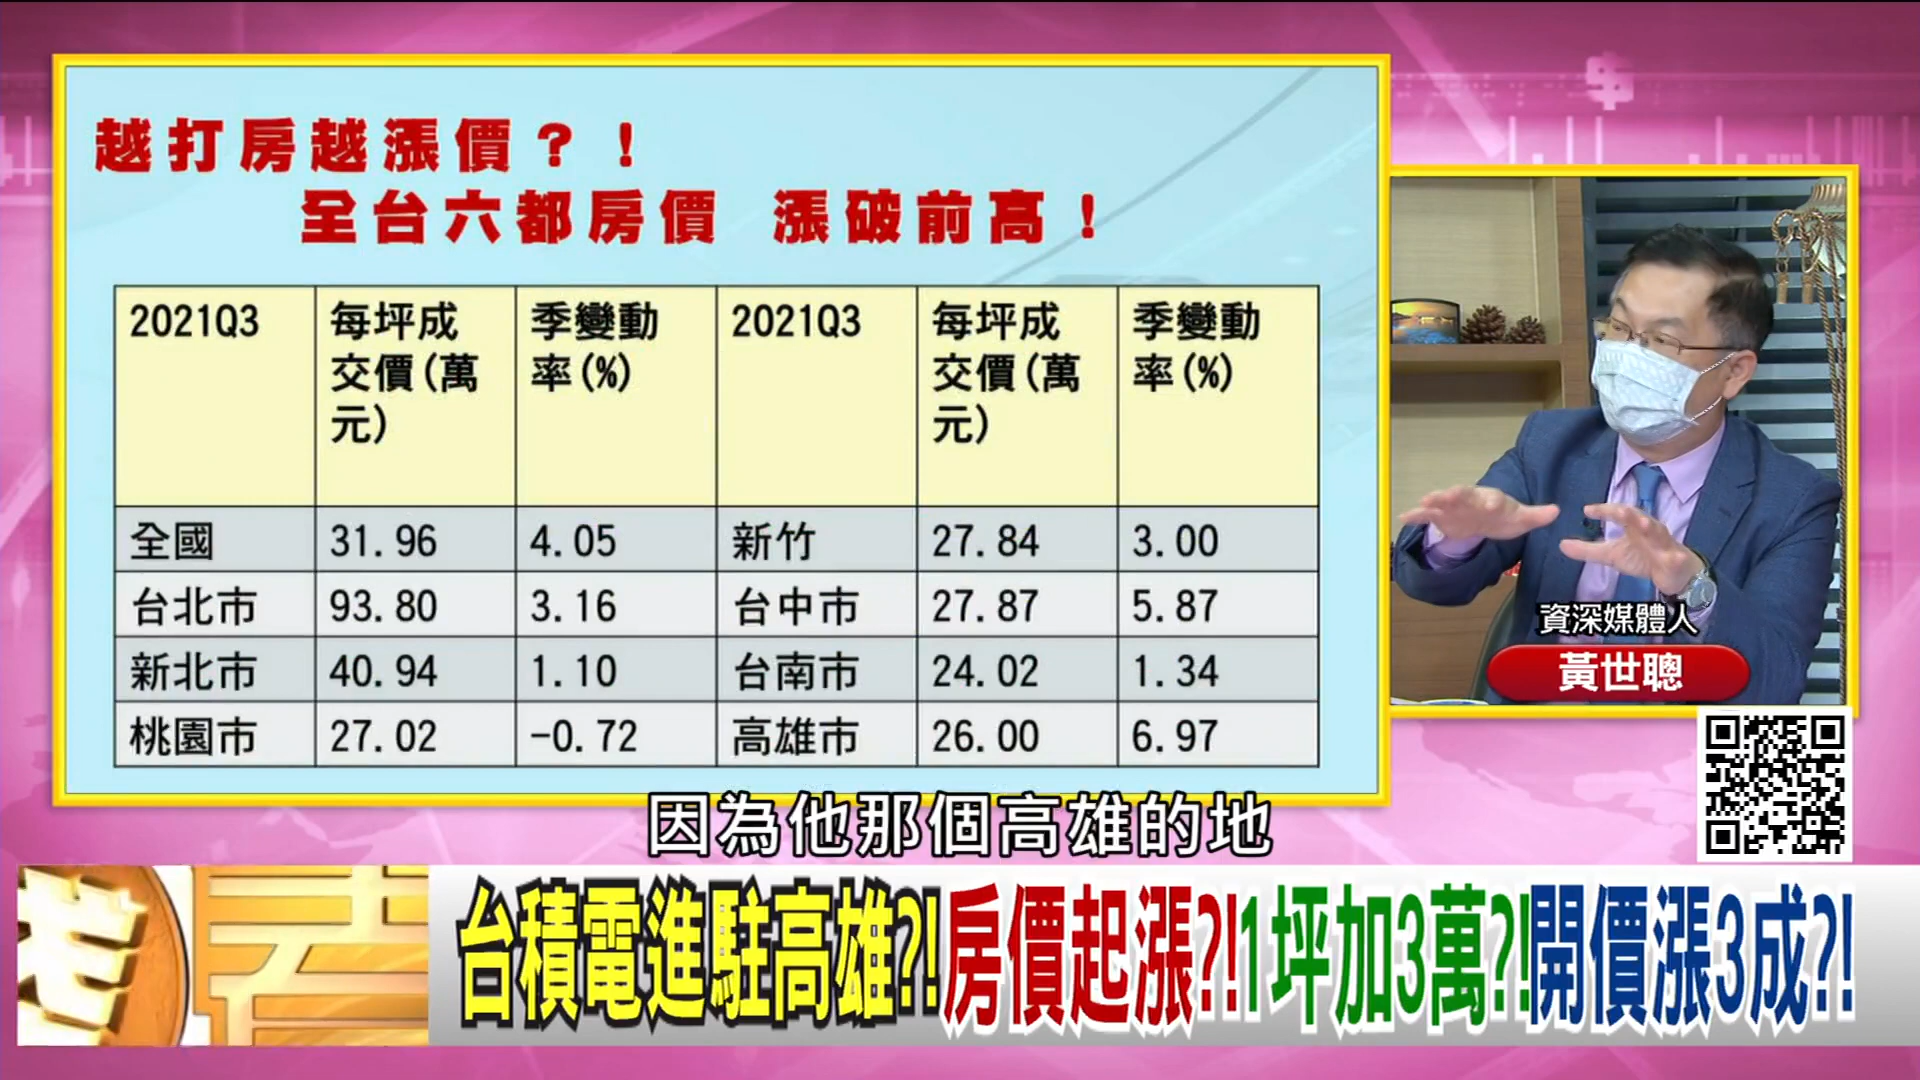 越打房越漲價？！
全台六都房價 漲破前高！
2021Q3 每坪成交價(萬元) 季變動率(%) 2021Q3 每坪成交價(萬元) 季變動率(%)
全國 31.96 4.05 新竹 27.84 3.00
台北市 93.80 3.16 台中市 27.87 5.87
新北市 40.94 1.10 台南市 24.02 1.34
桃園市 27.02 -0.72 高雄市 26.00 6.97
資深媒體人
黃世聰
因為他那個高雄的地
台積電進駐高雄?!房價起漲?!1坪加3萬?!開價漲3成?!